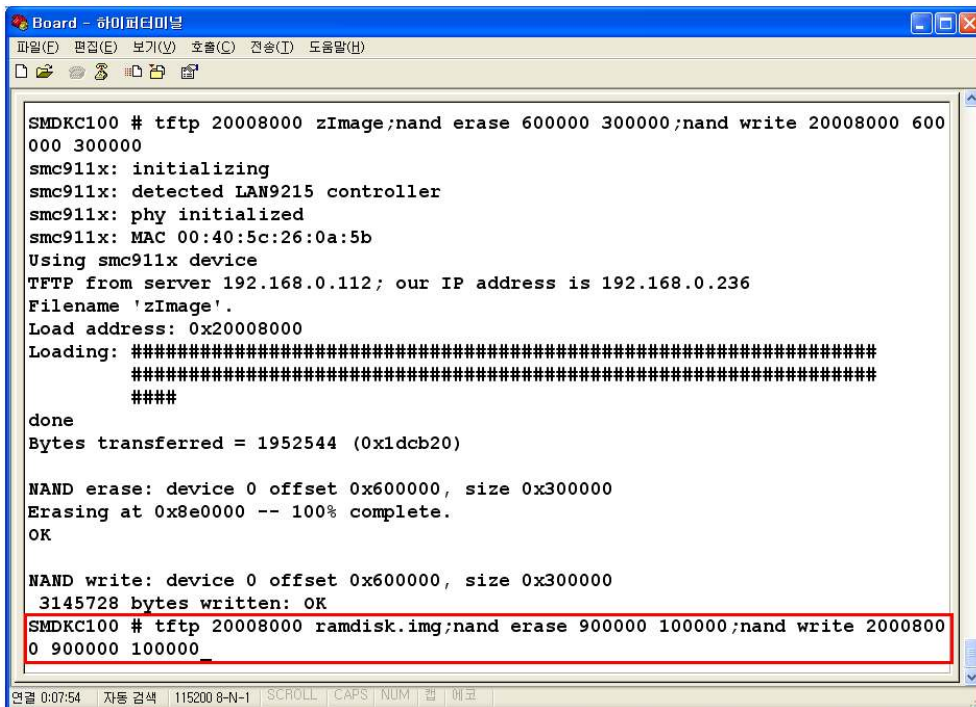 Board - 하이퍼터미널
파일(F) 편집(E) 보기(V) 호출(C) 전송(T) 도움말(H)
SMDKC100 # tftp 20008000 zImage;nand erase 600000 300000;nand write 20008000 600
000 300000
smc911x: initializing
smc911x: detected LAN9215 controller
smc911x: phy initialized
smc911x: MAC 00:40:5c:26:0a:5b
Using smc911x device
TFTP from server 192.168.0.112; our IP address is 192.168.0.236
Filename 'zImage'.
Load address: 0x20008000
Loading: #################################################################
#################################################################
####
done
Bytes transferred = 1952544 (0x1dcb20)
NAND erase: device 0 offset 0x600000, size 0x300000
Erasing at 0x8e0000 -- 100% complete.
OK
NAND write: device 0 offset 0x600000, size 0x300000
3145728 bytes written: OK
SMDKC100 # tftp 20008000 ramdisk.img;nand erase 900000 100000;nand write 2000800
0 900000 100000_
연결 0:07:54 자동 검색 115200 8-N-1 SCROLL CAPS NUM 캡 에코